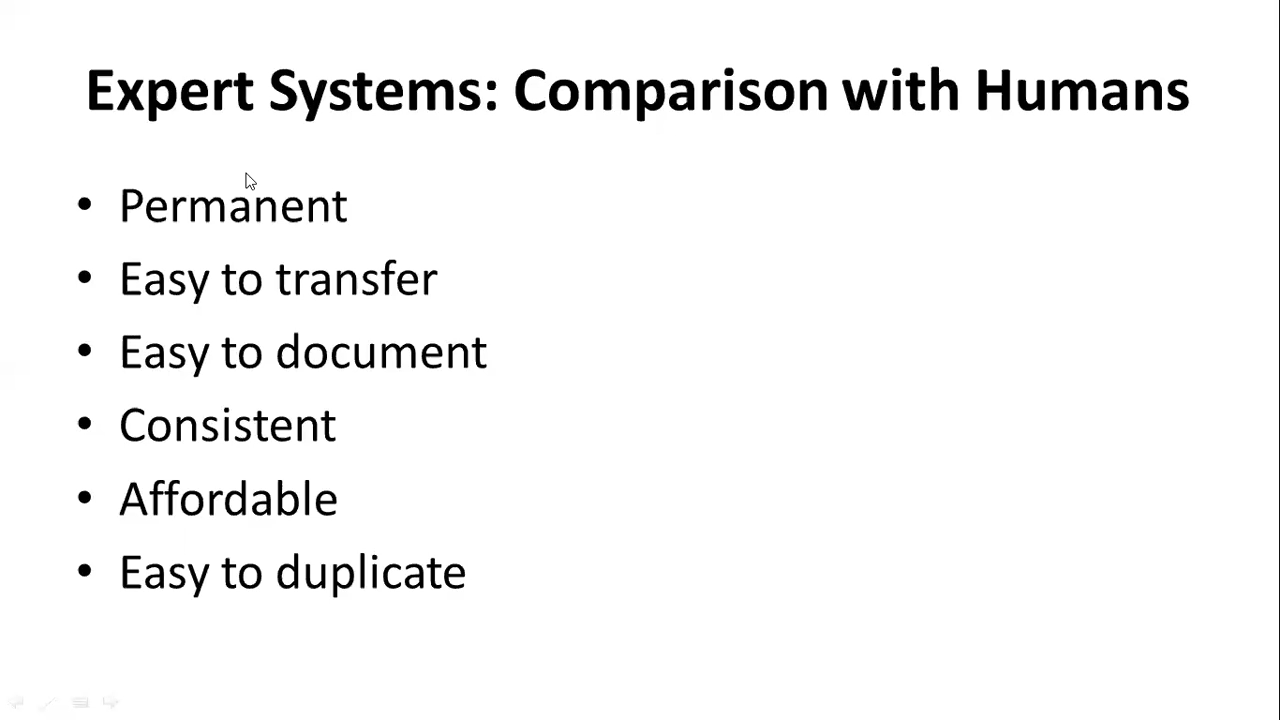 Expert Systems: Comparison with Humans
• Permanent
• Easy to transfer
• Easy to document
• Consistent
• Affordable
• Easy to duplicate